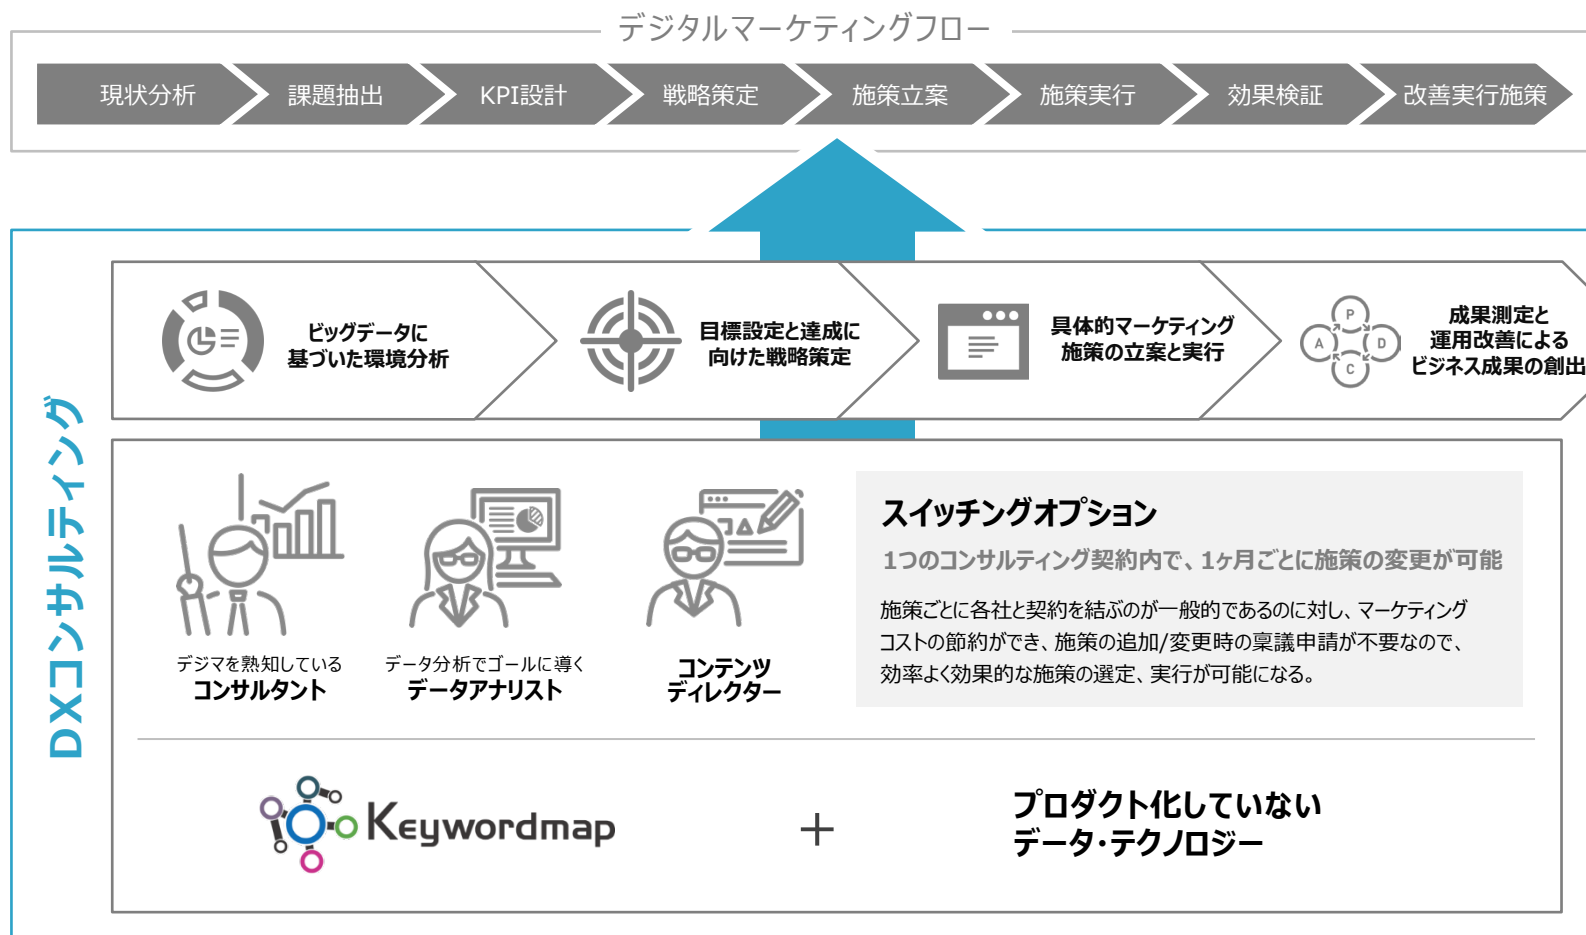 デジタルマーケティングフロー
現状分析
課題抽出
KPI設計
戦略策定
施策立案
施策実行
効果検証
改善実行施策
DXコンサルティング
ビッグデータに
基づいた環境分析
目標設定と達成に
向けた戦略策定
具体的マーケティング
施策の立案と実行
P
A
D
C
成果測定と
運用改善による
ビジネス成果の創出
デジマを熟知している
コンサルタント
データ分析でゴールに導く
データアナリスト
コンテンツ
ディレクター
スイッチングオプション
1つのコンサルティング契約内で、1ヶ月ごとに施策の変更が可能
施策ごとに各社と契約を結ぶのが一般的であるのに対し、マーケティング
コストの節約ができ、施策の追加/変更時の稟議申請が不要なので、
効率よく効果的な施策の選定、実行が可能になる。
Keywordmap
+
プロダクト化していない
データ・テクノロジー